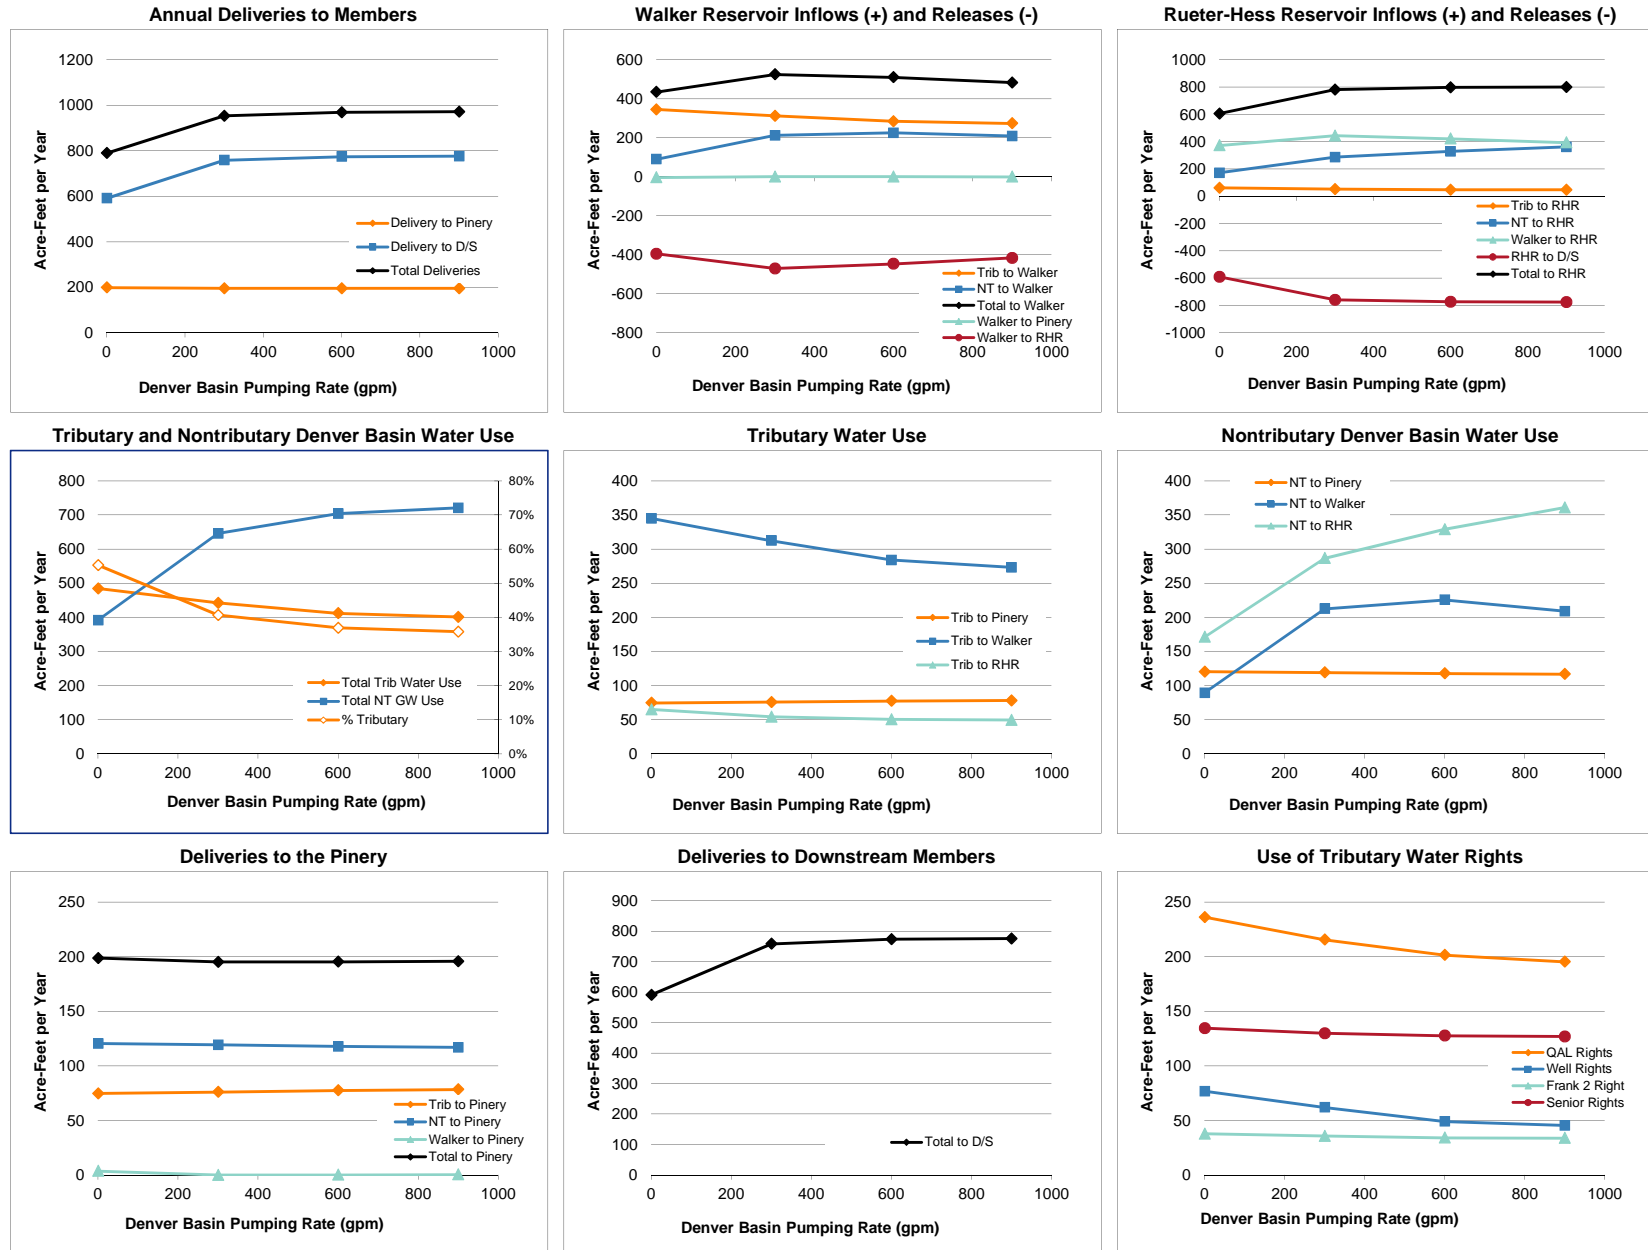 Annual Deliveries to Members
Acre-Feet per Year
1200
1000
800
600
400
200
0
0 200 400 600 800 1000
Delivery to Pinery
Delivery to D/S
Total Deliveries
Denver Basin Pumping Rate (gpm)
Walker Reservoir Inflows (+) and Releases (-)
Acre-Feet per Year
600
400
200
0
-200
-400
-600
-800
0 200 400 600 800 1000
Trib to Walker
NT to Walker
Total to Walker
Walker to Pinery
Walker to RHR
Denver Basin Pumping Rate (gpm)
Rueter-Hess Reservoir Inflows (+) and Releases (-)
Acre-Feet per Year
1000
800
600
400
200
0
-200
-400
-600
-800
-1000
0 200 400 600 800 1000
Trib to RHR
NT to RHR
Walker to RHR
RHR to D/S
Total to RHR
Denver Basin Pumping Rate (gpm)
Tributary and Nontributary Denver Basin Water Use
Acre-Feet per Year
800
700
600
500
400
300
200
100
0
80%
70%
60%
50%
40%
30%
20%
10%
0%
0 200 400 600 800 1000
Total Trib Water Use
Total NT GW Use
% Tributary
Denver Basin Pumping Rate (gpm)
Tributary Water Use
Acre-Feet per Year
400
350
300
250
200
150
100
50
0
0 200 400 600 800 1000
Trib to Pinery
Trib to Walker
Trib to RHR
Denver Basin Pumping Rate (gpm)
Nontributary Denver Basin Water Use
Acre-Feet per Year
400
350
300
250
200
150
100
50
0
0 200 400 600 800 1000
NT to Pinery
NT to Walker
NT to RHR
Denver Basin Pumping Rate (gpm)
Deliveries to the Pinery
Acre-Feet per Year
250
200
150
100
50
0
0 200 400 600 800 1000
Trib to Pinery
NT to Pinery
Walker to Pinery
Total to Pinery
Denver Basin Pumping Rate (gpm)
Deliveries to Downstream Members
Acre-Feet per Year
900
800
700
600
500
400
300
200
100
0
0 200 400 600 800 1000
Total to D/S
Denver Basin Pumping Rate (gpm)
Use of Tributary Water Rights
Acre-Feet per Year
250
200
150
100
50
0
0 200 400 600 800 1000
QAL Rights
Well Rights
Frank 2 Right
Senior Rights
Denver Basin Pumping Rate (gpm)